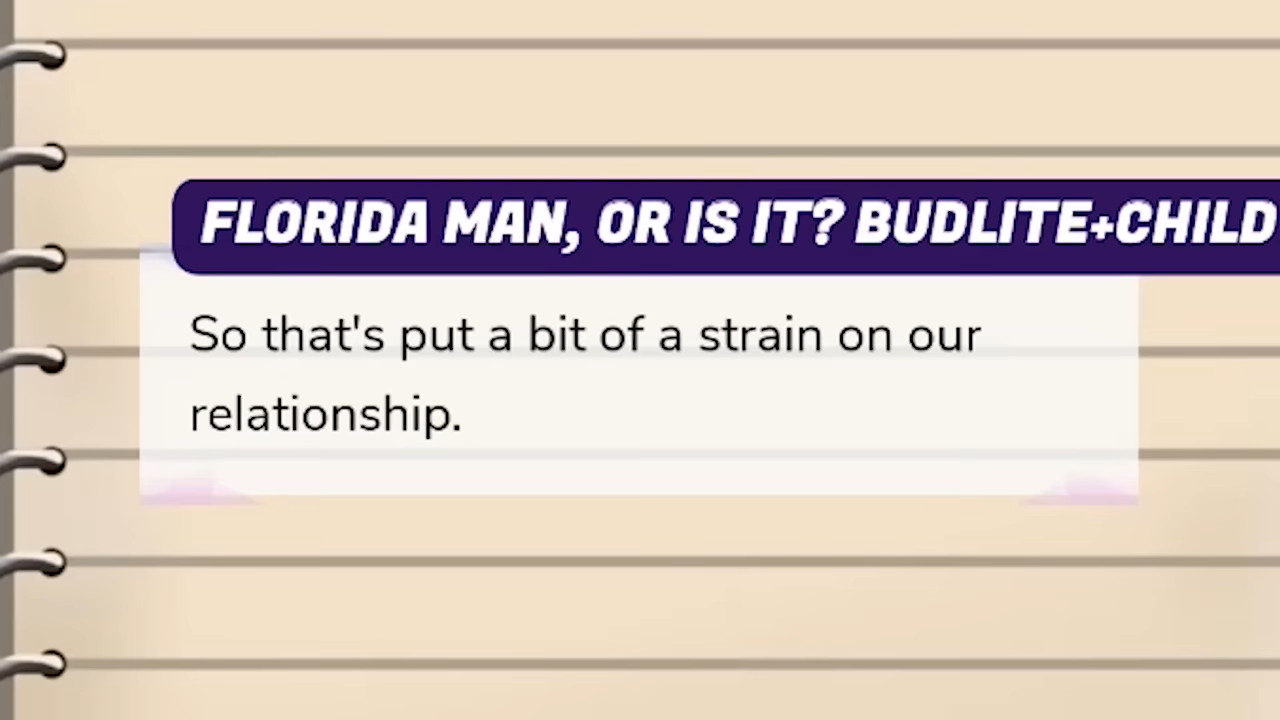 FLORIDA MAN, OR IS IT? BUDLITE+CHILD
So that's put a bit of a strain on our
relationship.